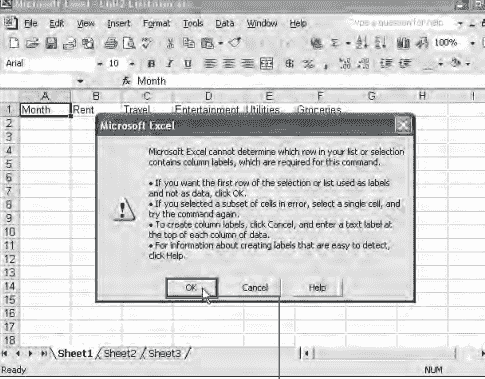 Microsoft Excel -
File Edit View Insert Format Tools Data Window Help
Type a question for help
100%
Arial 10 B I U $ %
fx Month
A B C D E F G H I
1 Month Rent Travel Entertainment Utilities Groceries
2
Microsoft Excel
3
4
Microsoft Excel cannot determine which row in your list or selection
5
contains column labels, which are required for this command.
6
• If you want the first row of the selection or list used as labels
7
and not as data, click OK.
8
• If you selected a subset of cells in error, select a single cell, and
9
try the command again.
10
• To create column labels, click Cancel, and enter a text label at
11
the top of each column of data.
• For information about creating labels that are easy to detect,
12
click Help.
13
14
OK Cancel Help
15
16
17
18
Sheet1 Sheet2 Sheet3
Ready NUM